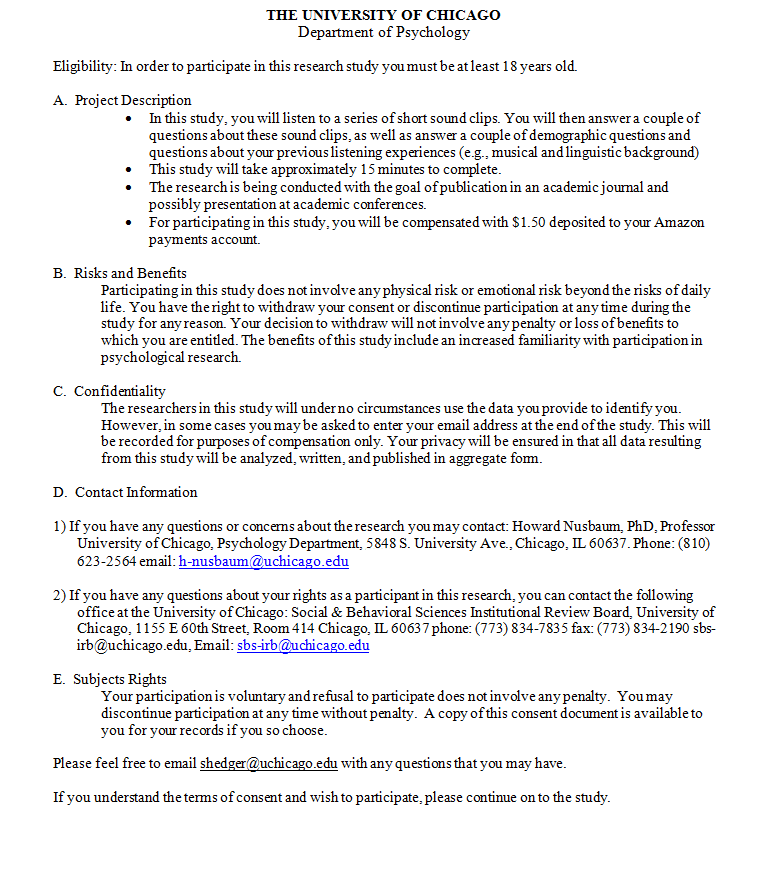 THE UNIVERSITY OF CHICAGO
Department of Psychology
Eligibility: In order to participate in this research study you must be at least 18 years old.
A. Project Description
• In this study, you will listen to a series of short sound clips. You will then answer a couple of
questions about these sound clips, as well as answer a couple of demographic questions and
questions about your previous listening experiences (e.g., musical and linguistic background)
• This study will take approximately 15 minutes to complete.
• The research is being conducted with the goal of publication in an academic journal and
possibly presentation at academic conferences.
• For participating in this study, you will be compensated with $1.50 deposited to your Amazon
payments account.
B. Risks and Benefits
Participating in this study does not involve any physical risk or emotional risk beyond the risks of daily
life. You have the right to withdraw your consent or discontinue participation at any time during the
study for any reason. Your decision to withdraw will not involve any penalty or loss of benefits to
which you are entitled. The benefits of this study include an increased familiarity with participation in
psychological research.
C. Confidentiality
The researchers in this study will under no circumstances use the data you provide to identify you.
However, in some cases you may be asked to enter your email address at the end of the study. This will
be recorded for purposes of compensation only. Your privacy will be ensured in that all data resulting
from this study will be analyzed, written, and published in aggregate form.
D. Contact Information
1) If you have any questions or concerns about the research you may contact: Howard Nusbaum, PhD, Professor
University of Chicago, Psychology Department, 5848 S. University Ave., Chicago, IL 60637. Phone: (810)
623-2564 email: h-nusbaum@uchicago.edu
2) If you have any questions about your rights as a participant in this research, you can contact the following
office at the University of Chicago: Social & Behavioral Sciences Institutional Review Board, University of
Chicago, 1155 E 60th Street, Room 414 Chicago, IL 60637 phone: (773) 834-7835 fax: (773) 834-2190 sbs-
irb@uchicago.edu, Email: sbs-irb@uchicago.edu
E. Subjects Rights
Your participation is voluntary and refusal to participate does not involve any penalty. You may
discontinue participation at any time without penalty. A copy of this consent document is available to
you for your records if you so choose.
Please feel free to email shedger@uchicago.edu with any questions that you may have.
If you understand the terms of consent and wish to participate, please continue on to the study.